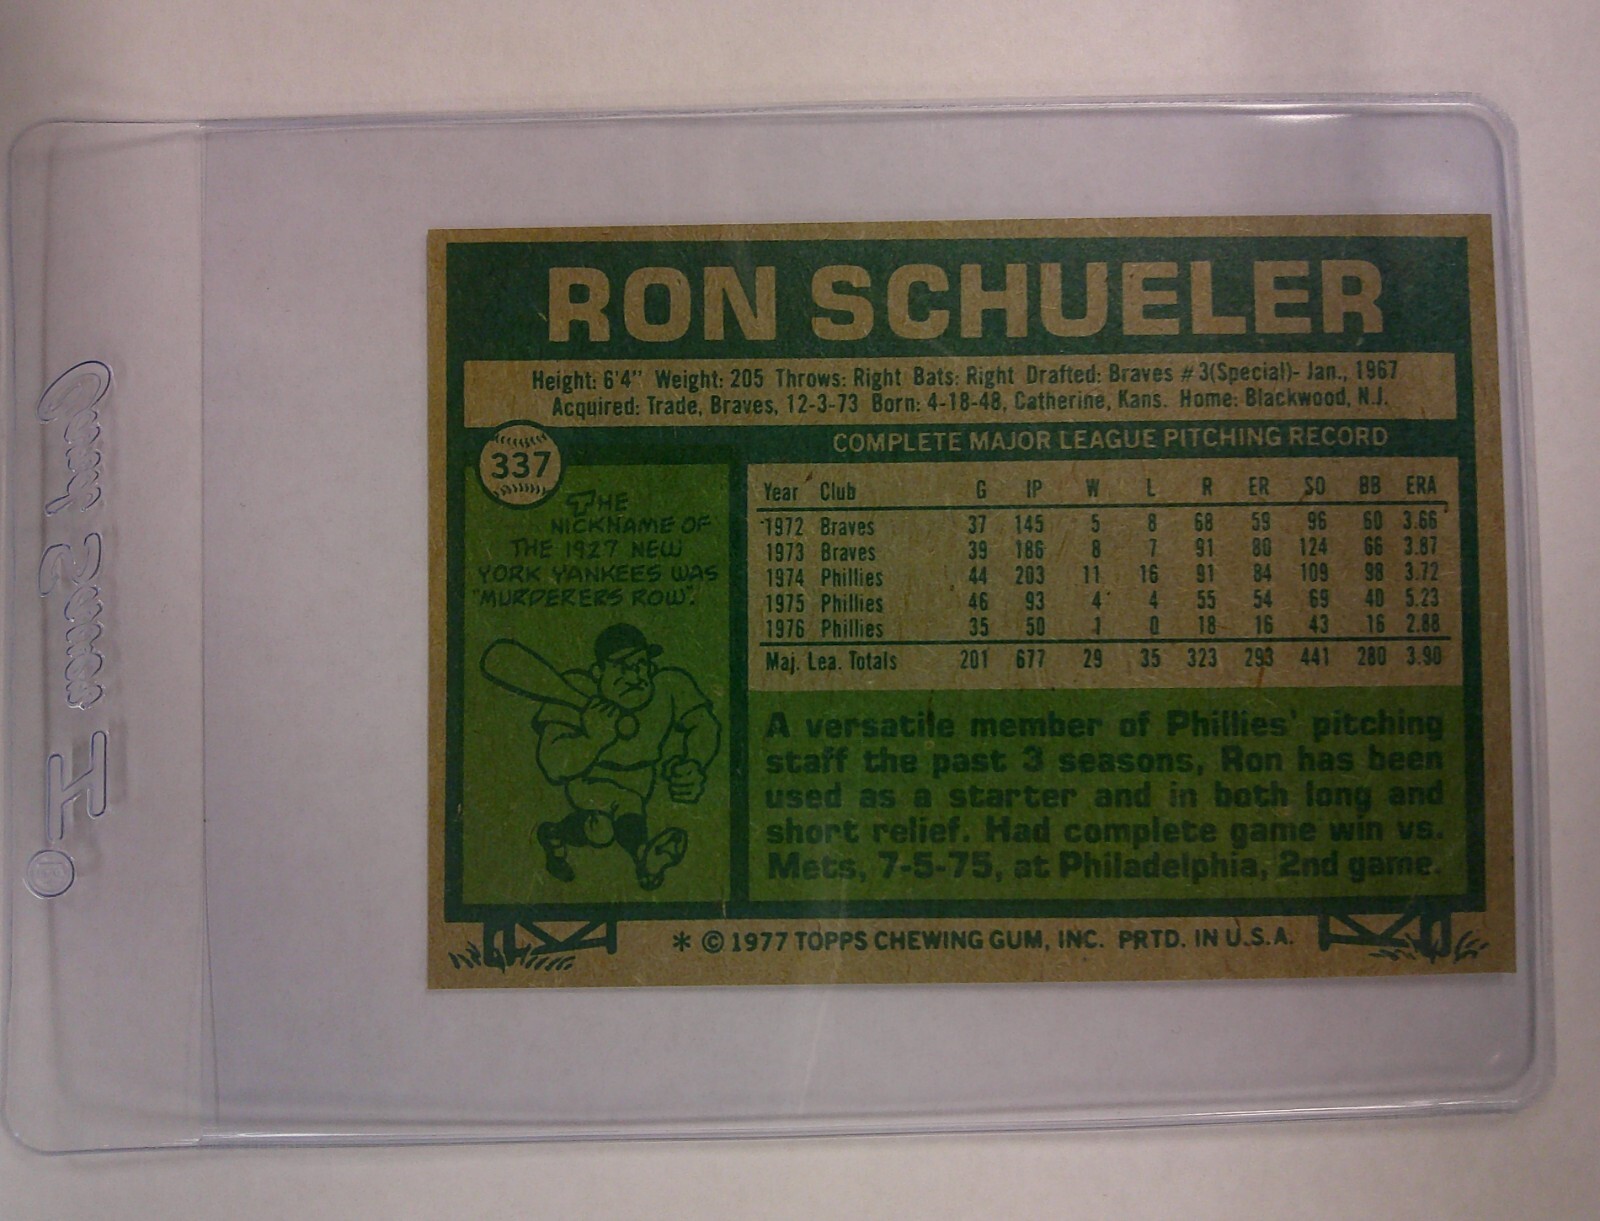 RON SCHUELER
Height: 6'4" Weight: 205 Throws: Right Bats: Right Drafted: Braves #3(Special)- Jan., 1967
Acquired: Trade, Braves, 12-3-73 Born: 4-18-48, Catherine, Kans. Home: Blackwood, N.J.
337
THE
NICKNAME OF
THE 1927 NEW
YORK YANKEES WAS
"MURDERERS ROW".
COMPLETE MAJOR LEAGUE PITCHING RECORD
Year Club G IP W L R ER SO BB ERA
1972 Braves 37 145 5 8 68 59 96 60 3.66
1973 Braves 39 186 8 7 91 80 124 66 3.87
1974 Phillies 44 203 11 16 91 84 109 98 3.72
1975 Phillies 46 93 4 4 55 54 69 40 5.23
1976 Phillies 35 50 1 0 18 16 43 16 2.88
Maj. Lea. Totals 201 677 29 35 323 293 441 280 3.90
A versatile member of Phillies' pitching
staff the past 3 seasons, Ron has been
used as a starter and in both long and
short relief. Had complete game win vs.
Mets, 7-5-75, at Philadelphia, 2nd game.
* © 1977 TOPPS CHEWING GUM, INC. PRTD. IN U.S.A.